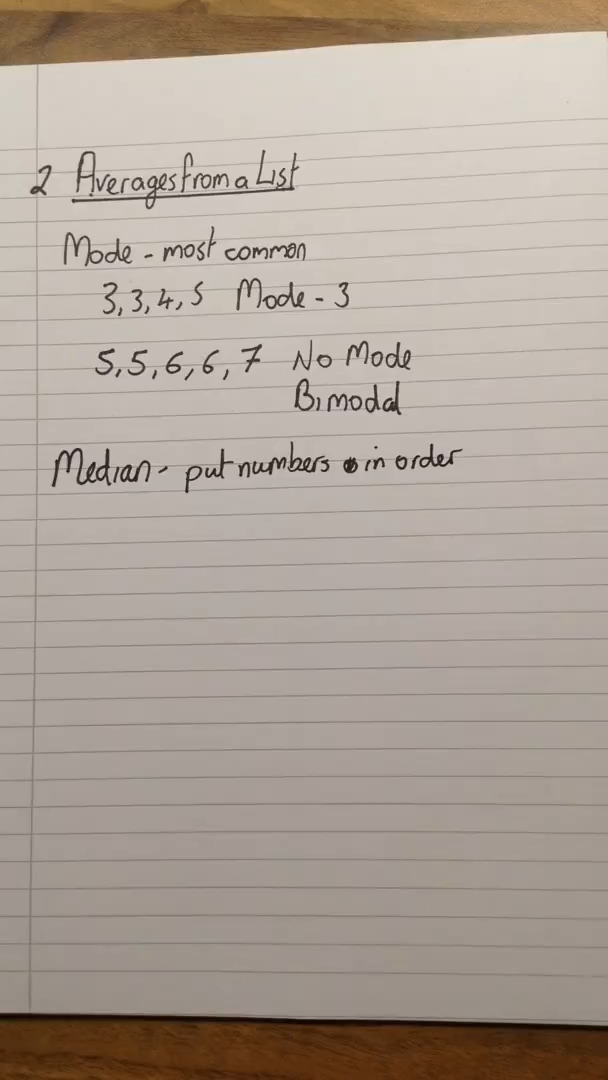 2 Averages from a List
Mode - most common
3, 3, 4, 5 Mode - 3
5, 5, 6, 6, 7 No Mode
Bimodal
Median - put numbers in order